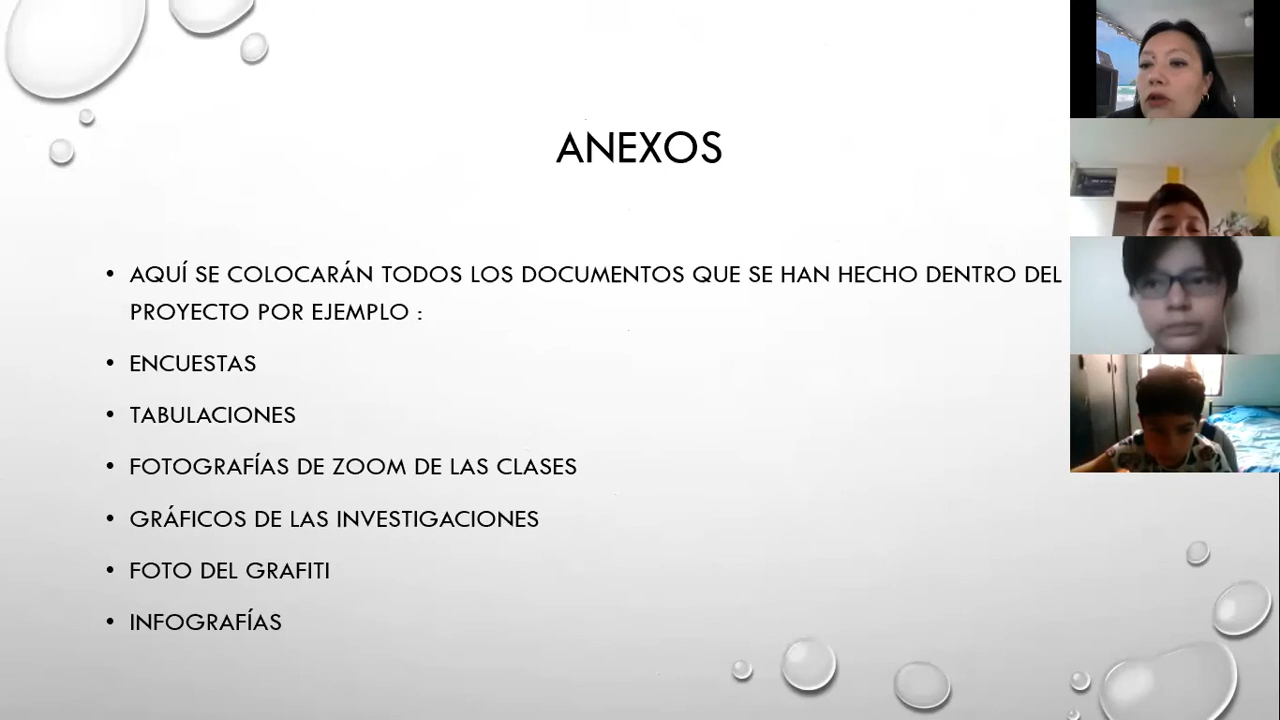 ANEXOS
• AQUÍ SE COLOCARÁN TODOS LOS DOCUMENTOS QUE SE HAN HECHO DENTRO DEL
PROYECTO POR EJEMPLO :
• ENCUESTAS
• TABULACIONES
• FOTOGRAFÍAS DE ZOOM DE LAS CLASES
• GRÁFICOS DE LAS INVESTIGACIONES
• FOTO DEL GRAFITI
• INFOGRAFÍAS